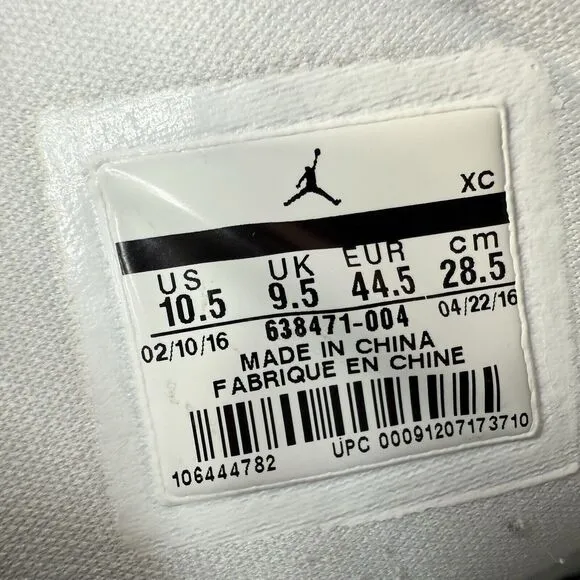 XC
US UK EUR cm
10.5 9.5 44.5 28.5
02/10/16 638471-004 04/22/16
MADE IN CHINA
FABRIQUE EN CHINE
106444782 UPC 00091207173710